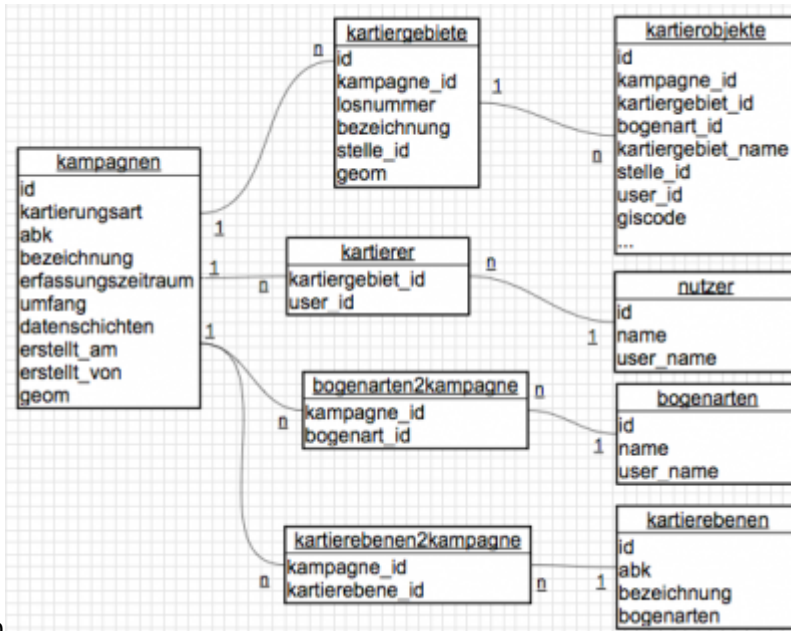 kampagnen
id
kartierungsart
abk
bezeichnung
erfassungszeitraum
umfang
datenschichten
erstellt_am
erstellt_von
geom
1
1
1
n
kartiergebiete
id
kampagne_id
losnummer
bezeichnung
stelle_id
geom
1
n
kartierobjekte
id
kampagne_id
kartiergebiet_id
bogenart_id
kartiergebiet_name
stelle_id
user_id
giscode
...
n
kartierer
kartiergebiet_id
user_id
n
1
nutzer
id
name
user_name
n
bogenarten2kampagne
kampagne_id
bogenart_id
n
1
bogenarten
id
name
user_name
n
kartierebenen2kampagne
kampagne_id
kartierebene_id
n
1
kartierebenen
id
abk
bezeichnung
bogenarten